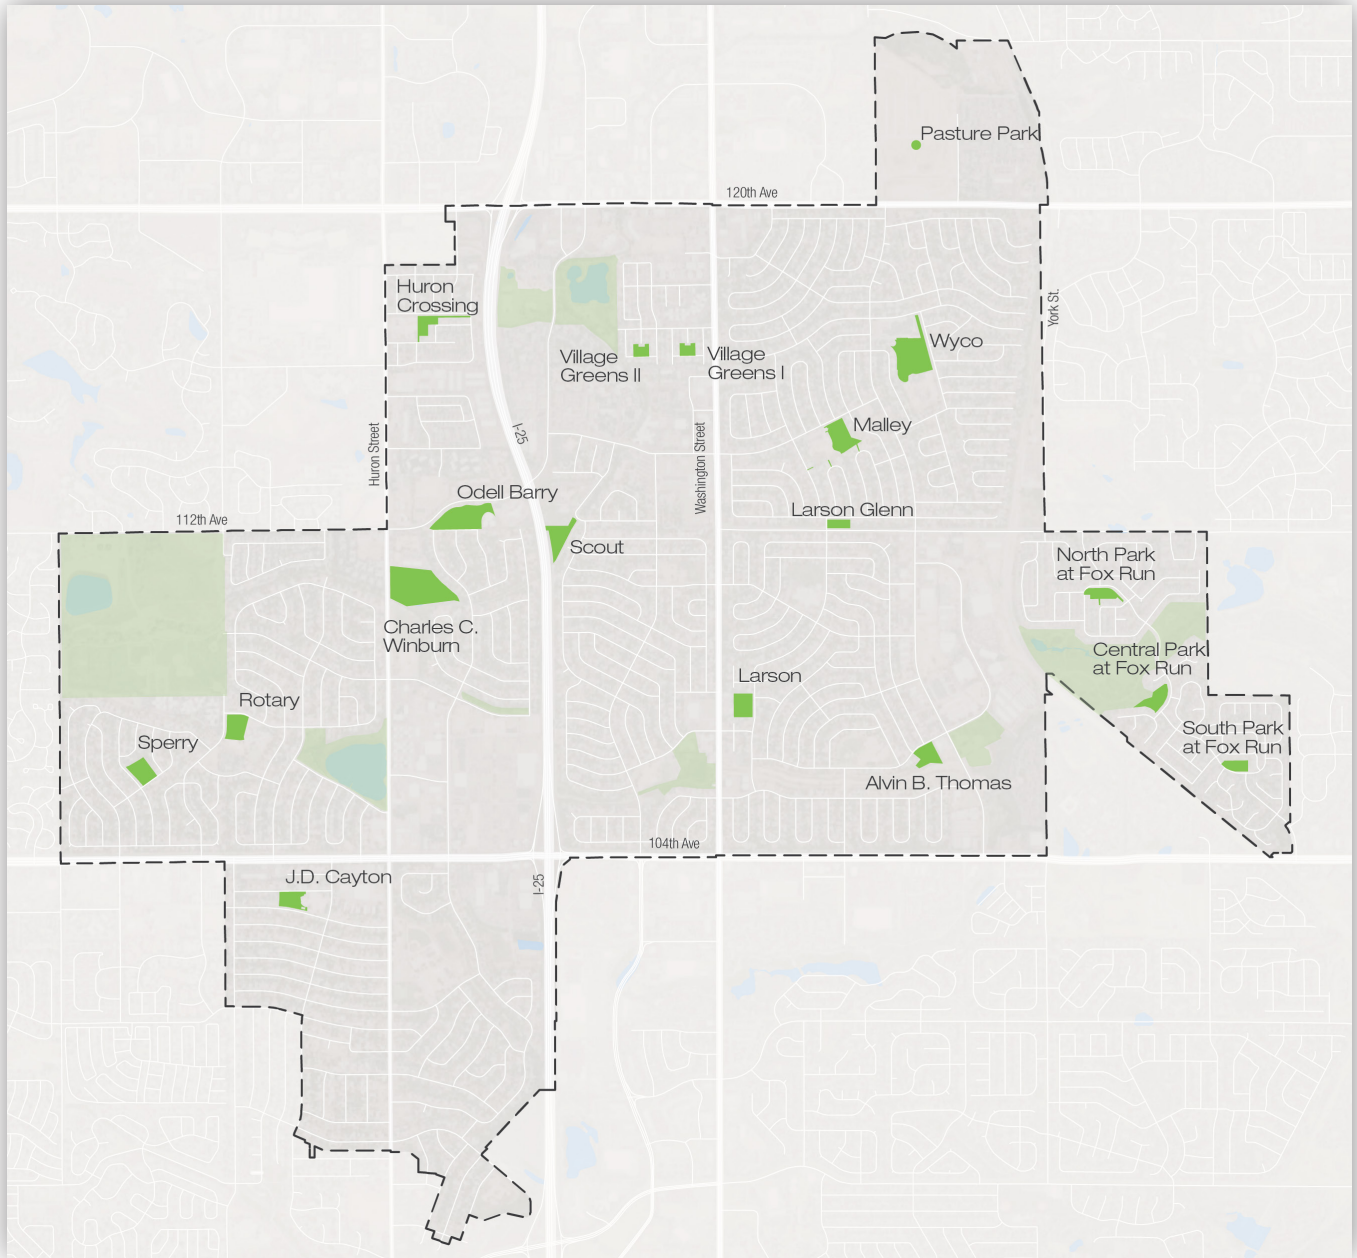 Pasture Park
120th Ave
Huron
Crossing
York St.
Wyco
Village
Greens II
Village
Greens I
Malley
I-25
Huron Street
Washington Street
Odell Barry
Larson Glenn
112th Ave
Scout
North Park
at Fox Run
Charles C.
Winburn
Central Park
at Fox Run
Larson
Rotary
South Park
at Fox Run
Sperry
Alvin B. Thomas
104th Ave
J.D. Cayton
I-25